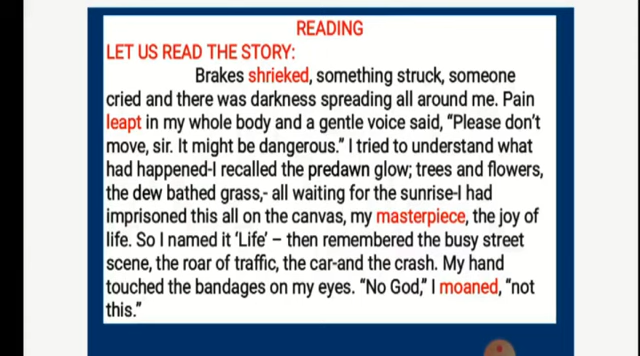 READING
LET US READ THE STORY:
Brakes shrieked, something struck, someone
cried and there was darkness spreading all around me. Pain
leapt in my whole body and a gentle voice said, “Please don’t
move, sir. It might be dangerous.” I tried to understand what
had happened-I recalled the predawn glow; trees and flowers,
the dew bathed grass,- all waiting for the sunrise-I had
imprisoned this all on the canvas, my masterpiece, the joy of
life. So I named it ‘Life’ – then remembered the busy street
scene, the roar of traffic, the car-and the crash. My hand
touched the bandages on my eyes. “No God,” I moaned, “not
this.”